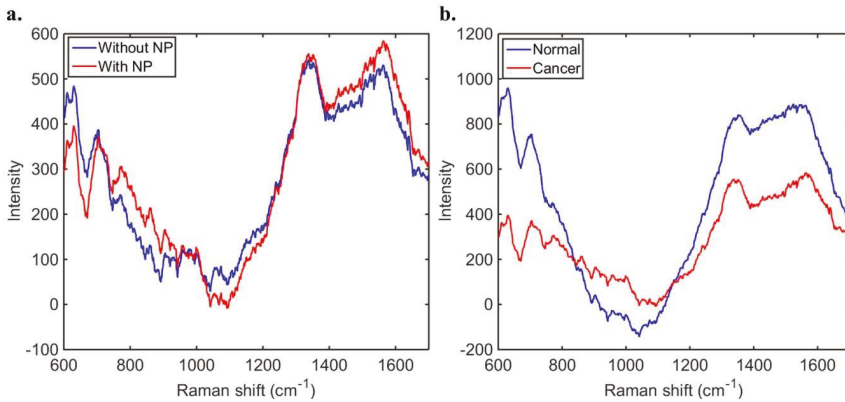 a.
600
500
400
300
200
100
0
-100
Intensity
Without NP
With NP
600 800 1000 1200 1400 1600
Raman shift (cm⁻¹)
b.
1200
1000
800
600
400
200
0
-200
Intensity
Normal
Cancer
600 800 1000 1200 1400 1600
Raman shift (cm⁻¹)